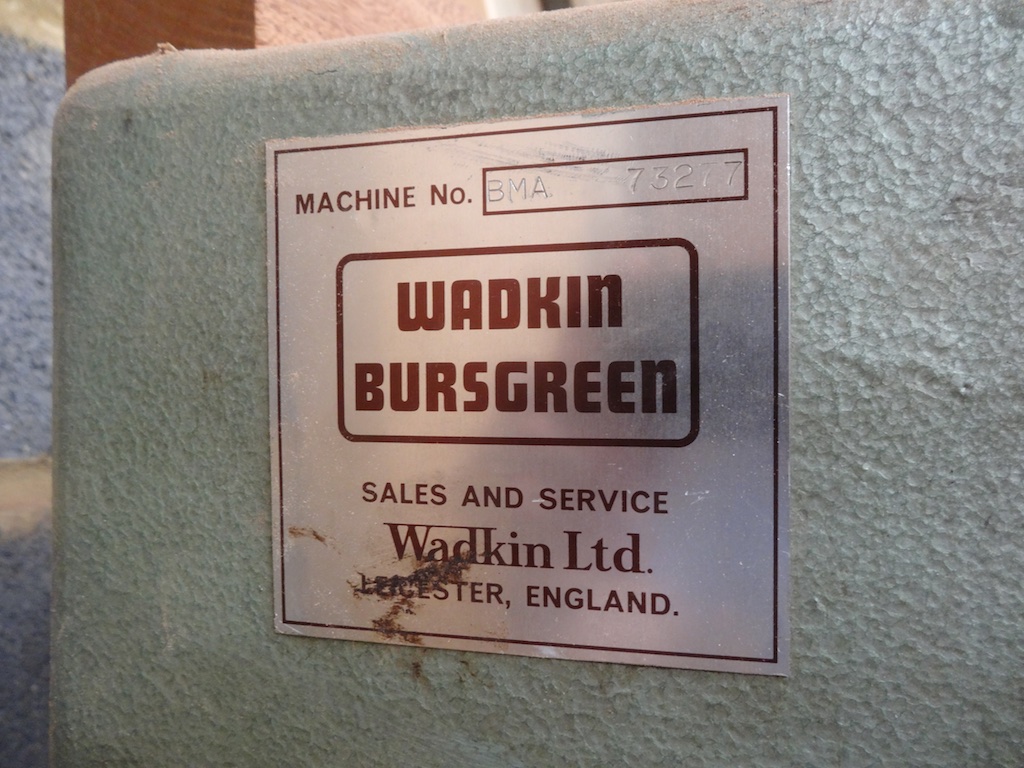 MACHINE No. BMA 73277
WADKIN
BURSGREEN
SALES AND SERVICE
Wadkin Ltd.
LEICESTER, ENGLAND.